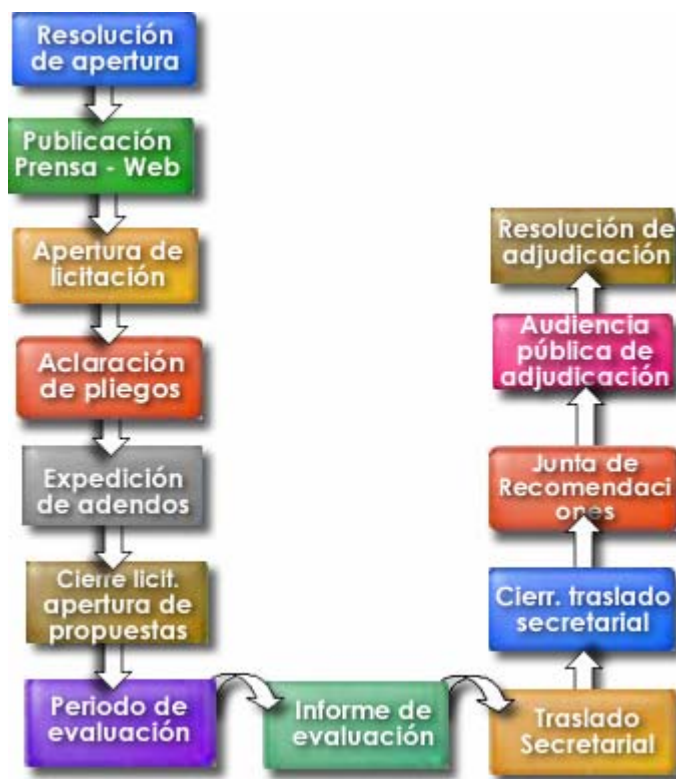 Resolución
de apertura
Publicación
Prensa - Web
Apertura de
licitación
Aclaración
de pliegos
Expedición
de adendos
Cierre licit.
apertura de
propuestas
Periodo de
evaluación
Informe de
evaluación
Traslado
Secretarial
Cierr. traslado
secretarial
Junta de
Recomendaci
ones
Audiencia
pública de
adjudicación
Resolución de
adjudicación